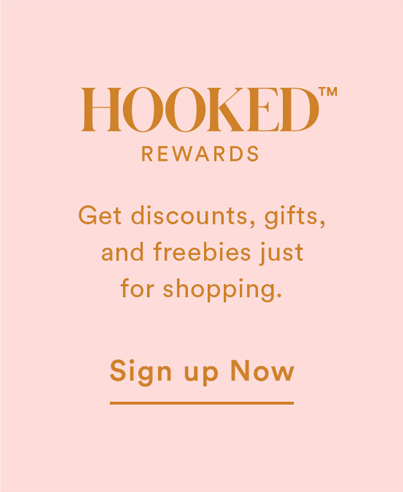 HOOKED™
REWARDS
Get discounts, gifts,
and freebies just
for shopping.
Sign up Now